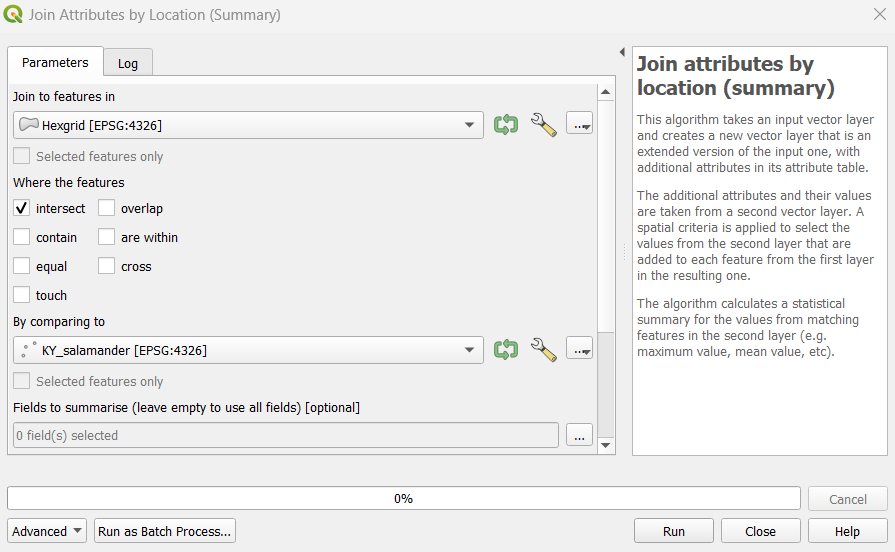 Join Attributes by Location (Summary)
Parameters
Log
Join to features in
Hexgrid [EPSG:4326]
...
Selected features only
Where the features
intersect
overlap
contain
are within
equal
cross
touch
By comparing to
KY_salamander [EPSG:4326]
...
Selected features only
Fields to summarise (leave empty to use all fields) [optional]
0 field(s) selected
...
Join attributes by
location (summary)
This algorithm takes an input vector layer
and creates a new vector layer that is an
extended version of the input one, with
additional attributes in its attribute table.
The additional attributes and their values
are taken from a second vector layer. A
spatial criteria is applied to select the
values from the second layer that are
added to each feature from the first layer
in the resulting one.
The algorithm calculates a statistical
summary for the values from matching
features in the second layer (e.g.
maximum value, mean value, etc).
0%
Cancel
Advanced
Run as Batch Process...
Run
Close
Help